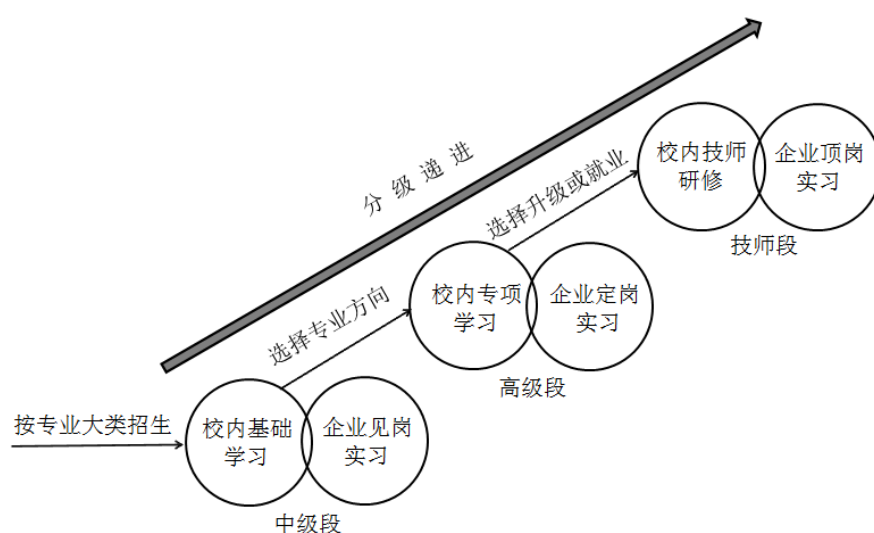 分级递进
校内技师
研修
企业顶岗
实习
技师段
选择升级或就业
校内专项
学习
企业定岗
实习
高级段
选择专业方向
按专业大类招生
校内基础
学习
企业见岗
实习
中级段